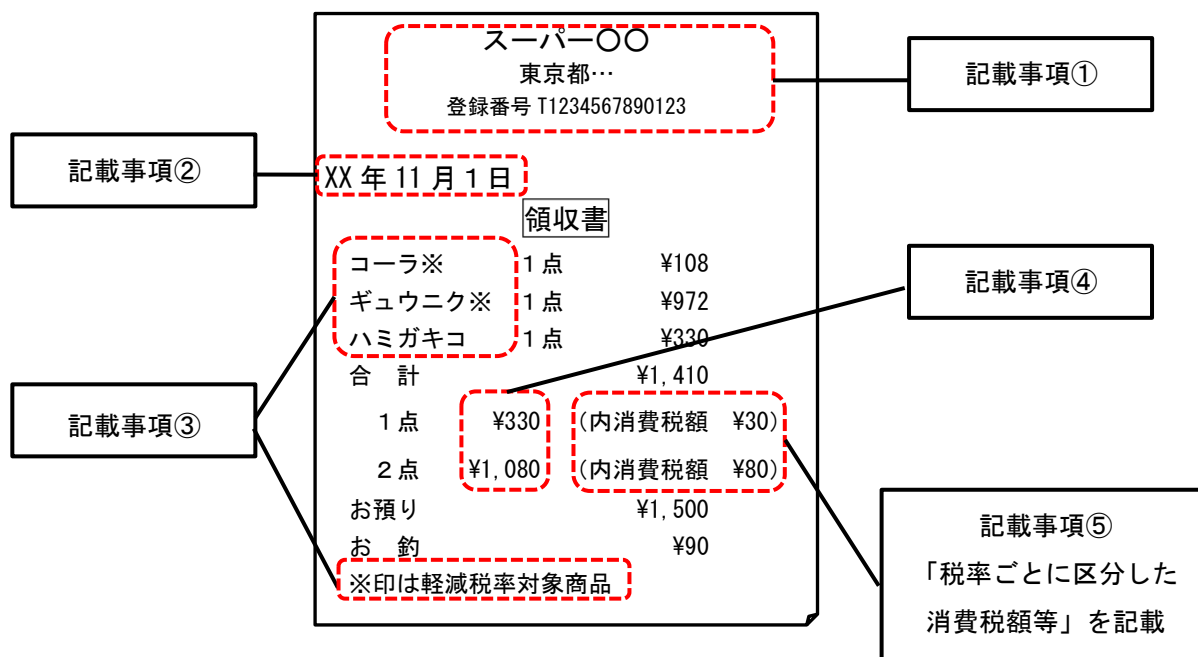 スーパー〇〇
東京都…
登録番号 T1234567890123
記載事項①
記載事項②
XX 年 11 月 1 日
領収書
コーラ※ 1 点 ¥108
ギュウニク※ 1 点 ¥972
ハミガキコ 1 点 ¥330
記載事項④
合 計 ¥1,410
1 点 ¥330 (内消費税額 ¥30)
記載事項③
2 点 ¥1,080 (内消費税額 ¥80)
お預り ¥1,500
お 釣 ¥90
※印は軽減税率対象商品
記載事項⑤
「税率ごとに区分した
消費税額等」を記載